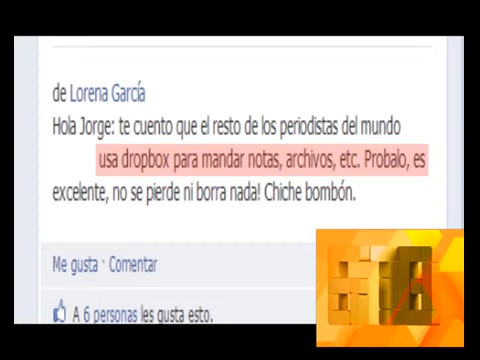 de Lorena García
Hola Jorge: te cuento que el resto de los periodistas del mundo
usa dropbox para mandar notas, archivos, etc. Probalo, es
excelente, no se pierde ni borra nada! Chiche bombón.
Me gusta · Comentar
A 6 personas les gusta esto.